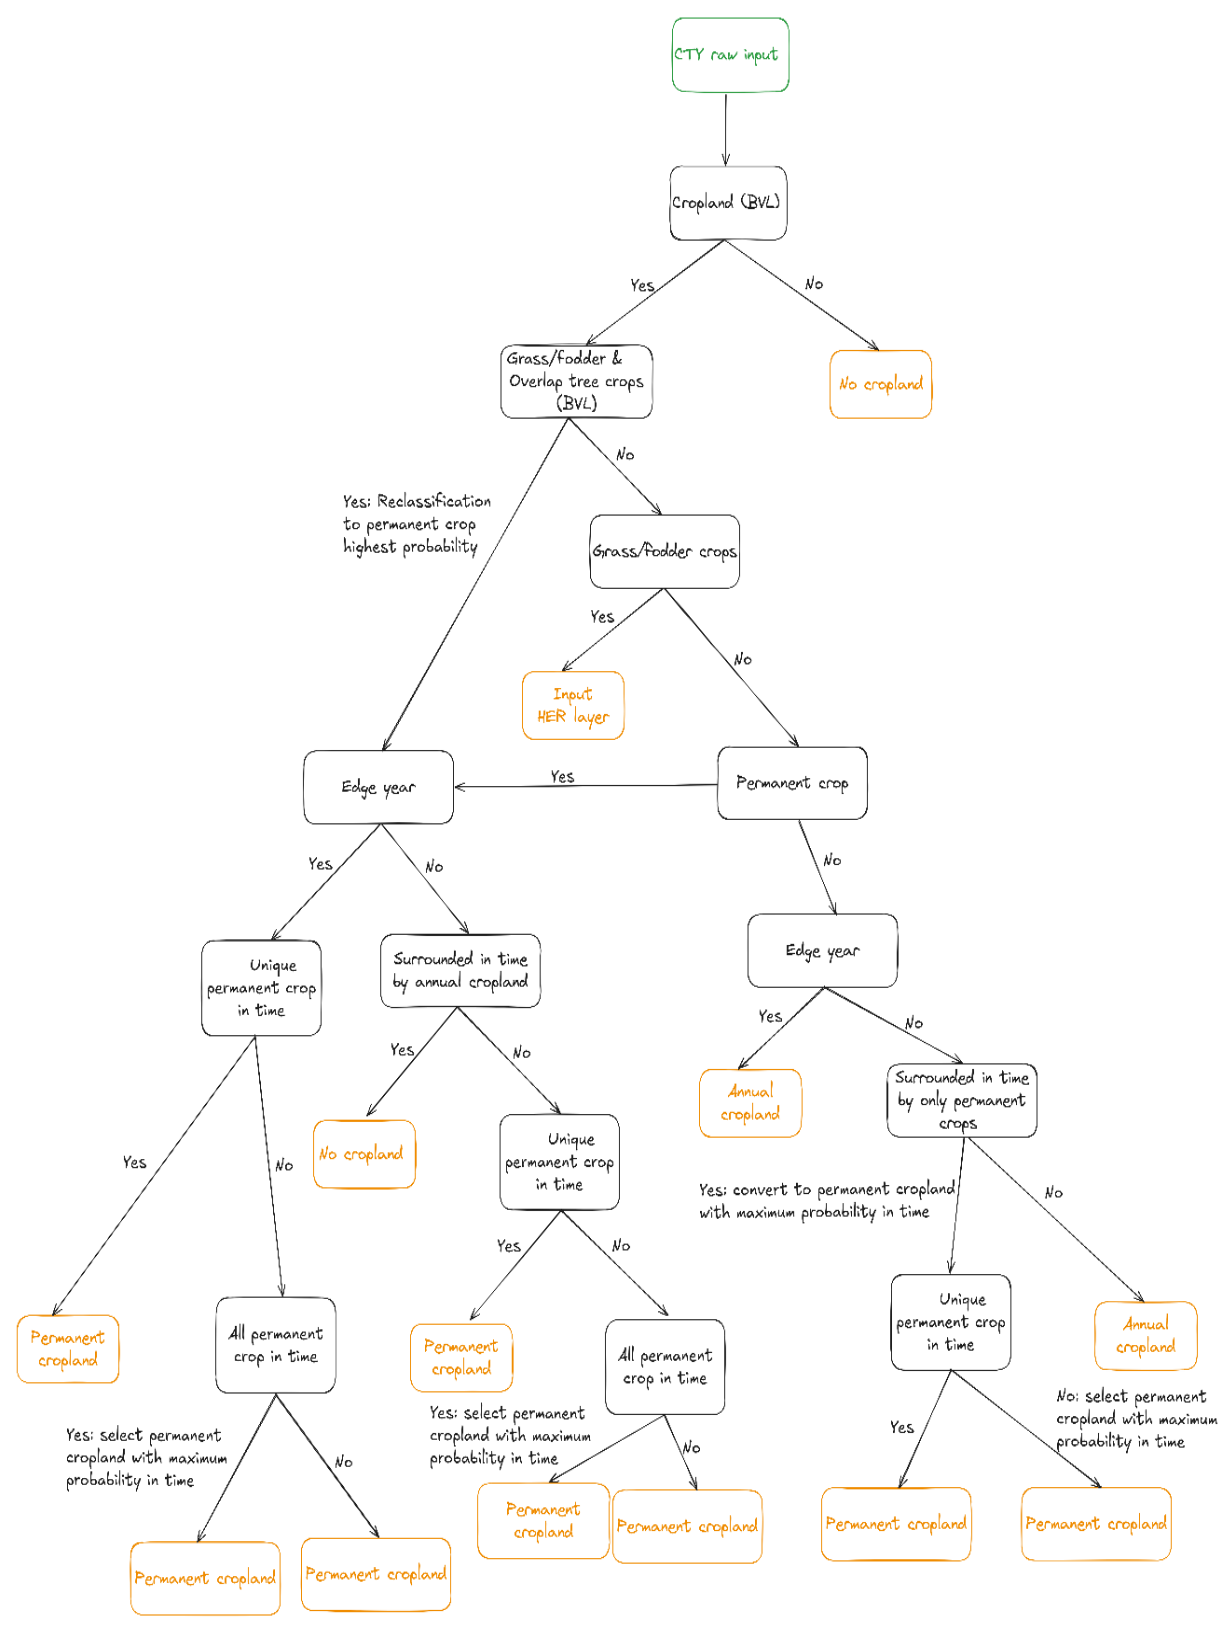 CTY raw input
Cropland (BVL)
Yes
No
Grass/fodder &
Overlap tree crops
(BVL)
No cropland
No
Yes: Reclassification
to permanent crop
highest probability
Grass/fodder crops
Yes
No
Input
HER layer
Edge year
Yes
Permanent crop
Yes
No
No
Unique
permanent crop
in time
Surrounded in time
by annual cropland
Edge year
Yes
No
Yes
No
Annual
cropland
Surrounded in time
by only permanent
crops
No cropland
Unique
permanent crop
in time
Yes
No
Yes: convert to permanent cropland
with maximum probability in time
No
Yes
No
Permanent
cropland
All permanent
crop in time
Permanent
cropland
All permanent
crop in time
Unique
permanent crop
in time
Annual
cropland
Yes: select permanent
cropland with maximum
probability in time
No
Yes: select permanent
cropland with maximum
probability in time
No
Yes
No: select permanent
cropland with maximum
probability in time
Permanent cropland
Permanent cropland
Permanent
cropland
Permanent cropland
Permanent cropland
Permanent cropland